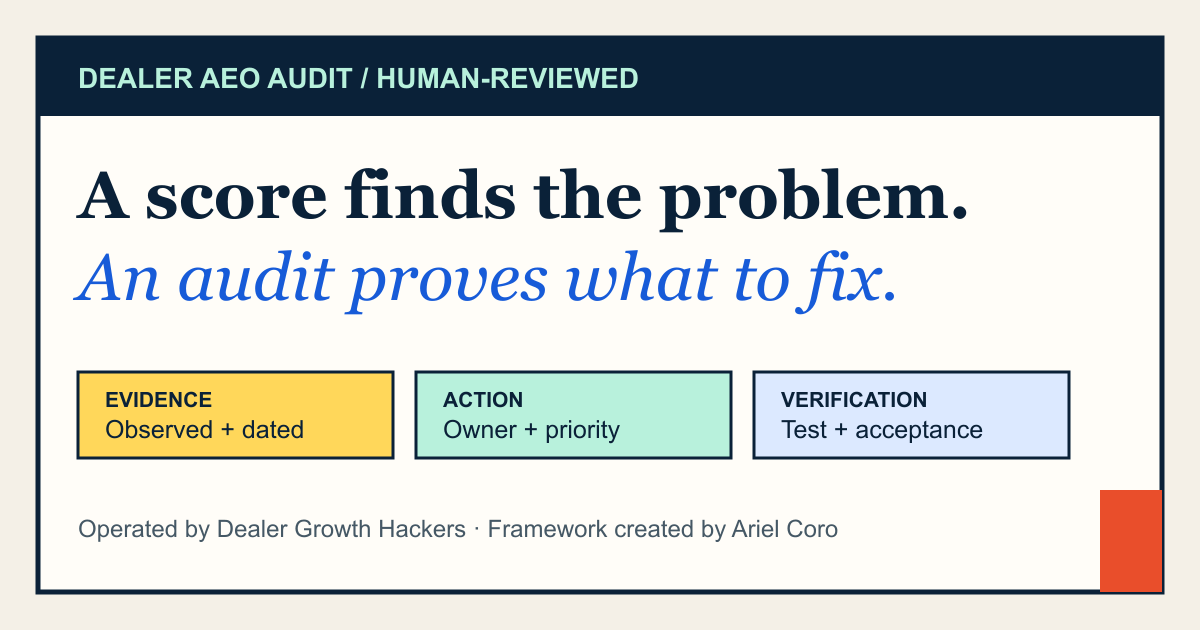 DEALER AEO AUDIT / HUMAN-REVIEWED
A score finds the problem.
An audit proves what to fix.
EVIDENCE
Observed + dated
ACTION
Owner + priority
VERIFICATION
Test + acceptance
Operated by Dealer Growth Hackers · Framework created by Ariel Coro